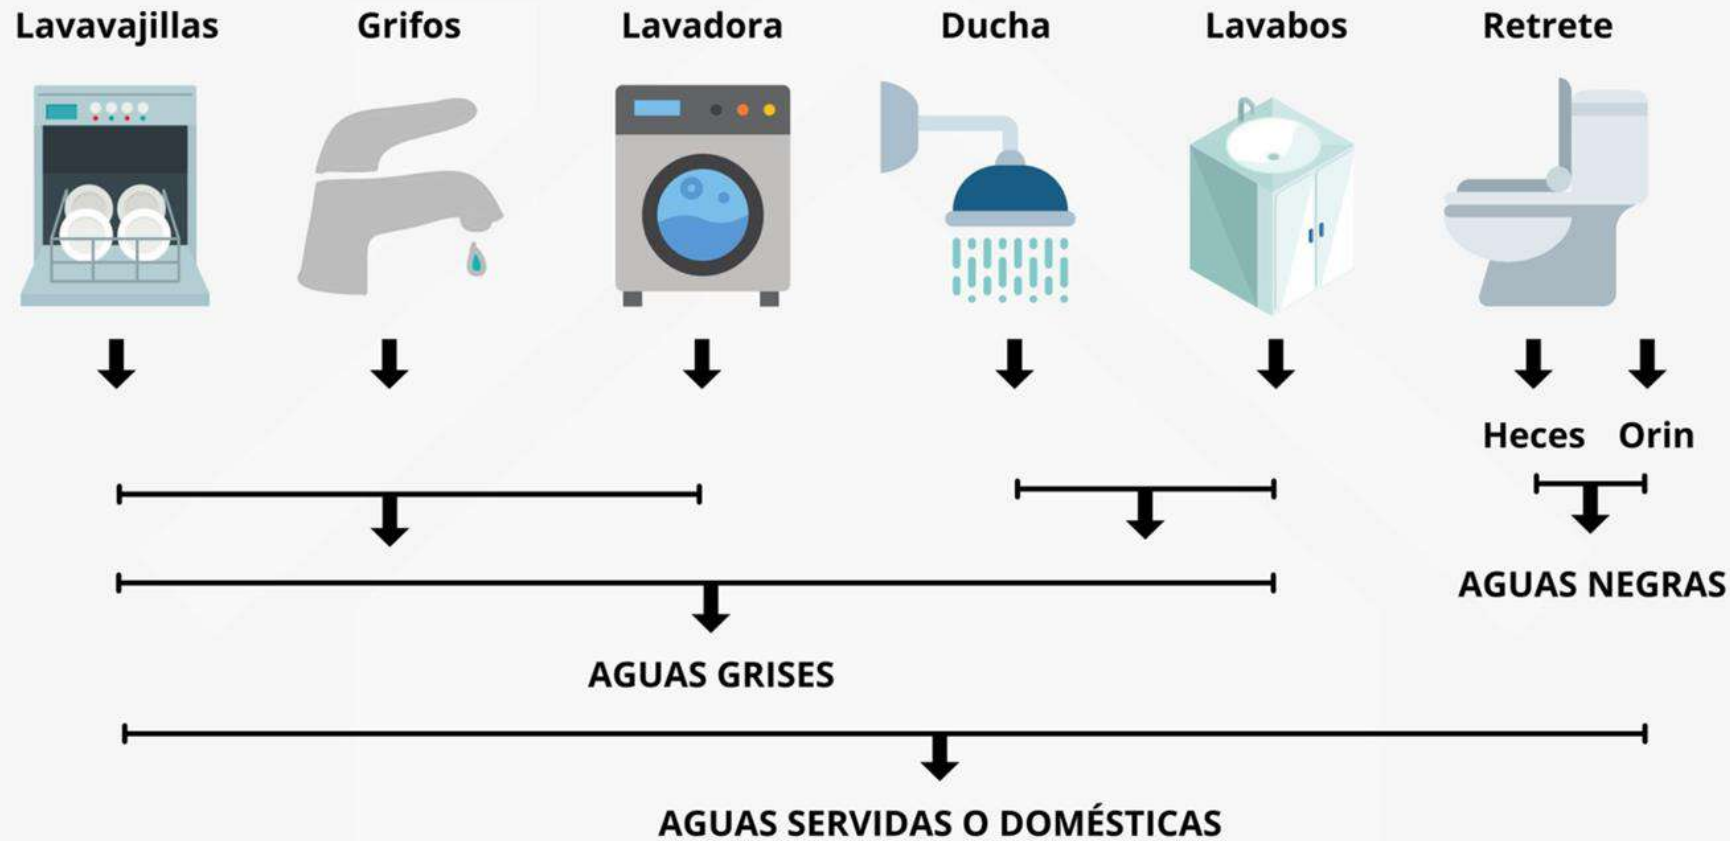 Lavavajillas
Grifos
Lavadora
Ducha
Lavabos
Retrete
Heces
Orin
AGUAS NEGRAS
AGUAS GRISES
AGUAS SERVIDAS O DOMÉSTICAS